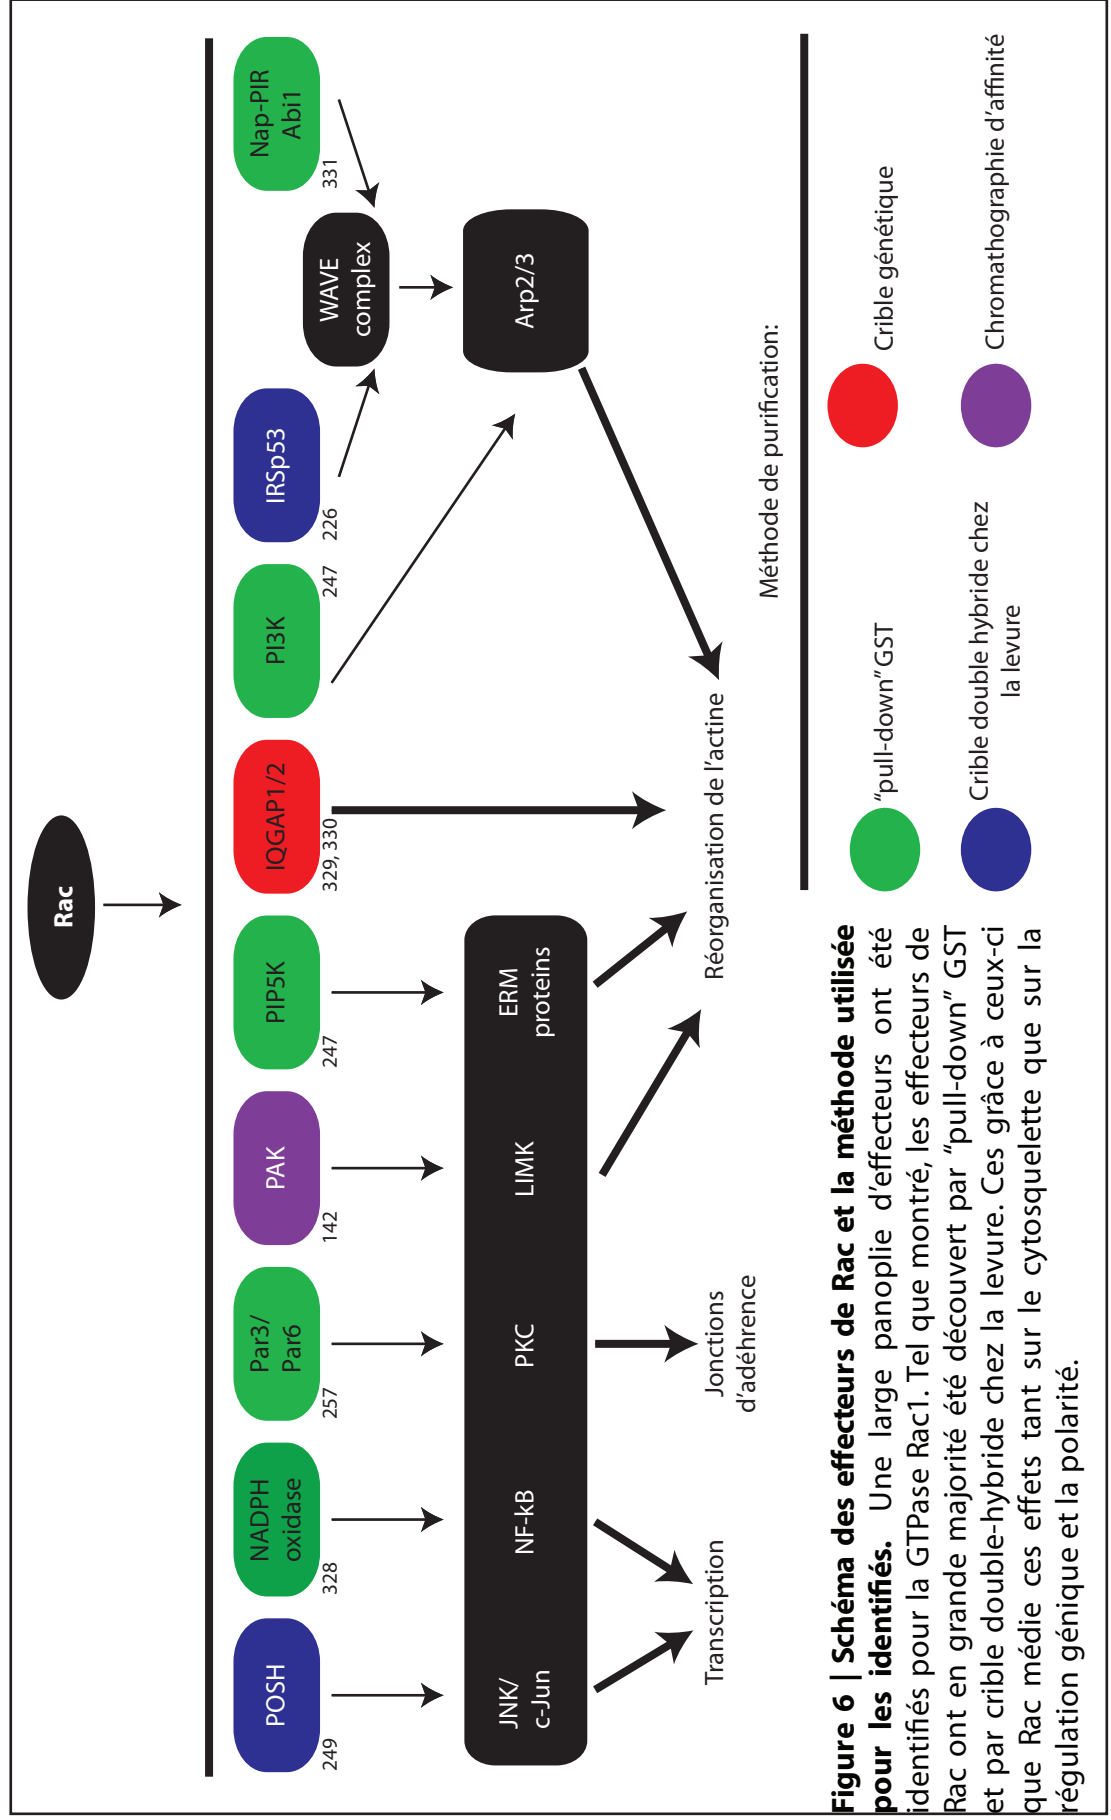 Rac
POSH
249
NADPH
oxidase
328
Par3/
Par6
257
PAK
142
PIP5K
247
IQGAP1/2
329, 330
PI3K
247
IRSp53
226
Nap-PIR
Abi1
331
WAVE
complex
JNK/
c-Jun
NF-kB
PKC
LIMK
ERM
proteins
Arp2/3
Transcription
Jonctions
d'adéhrence
Réorganisation de l'actine
Méthode de purification:
"pull-down"GST
Crible génétique
Crible double hybride chez
la levure
Chromathographie d'affinité
Figure 6 | Schéma des effecteurs de Rac et la méthode utilisée
pour les identifiés. Une large panoplie d'effecteurs ont été
identifiés pour la GTPase Rac1. Tel que montré, les effecteurs de
Rac ont en grande majorité été découvert par "pull-down" GST
et par crible double-hybride chez la levure. Ces grâce à ceux-ci
que Rac médie ces effets tant sur le cytosquelette que sur la
régulation génique et la polarité.